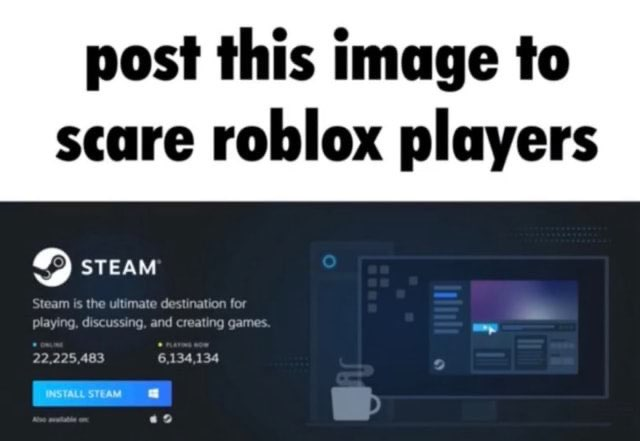 post this image to
scare roblox players
STEAM®
Steam is the ultimate destination for
playing, discussing, and creating games.
ONLINE PLAYING NOW
22,225,483 6,134,134
INSTALL STEAM
Also available on: